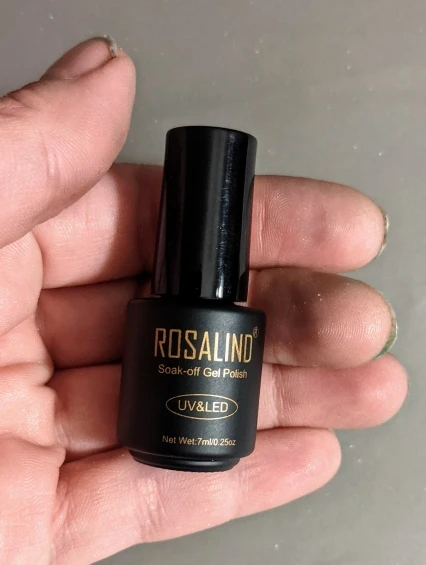 ROSALIND®
Soak-off Gel Polish
UV&LED
Net Wet:7ml/0.25oz